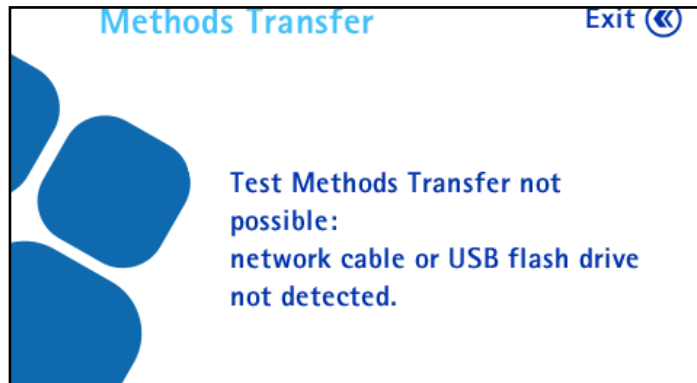 Methods Transfer
Exit
Test Methods Transfer not
possible:
network cable or USB flash drive
not detected.